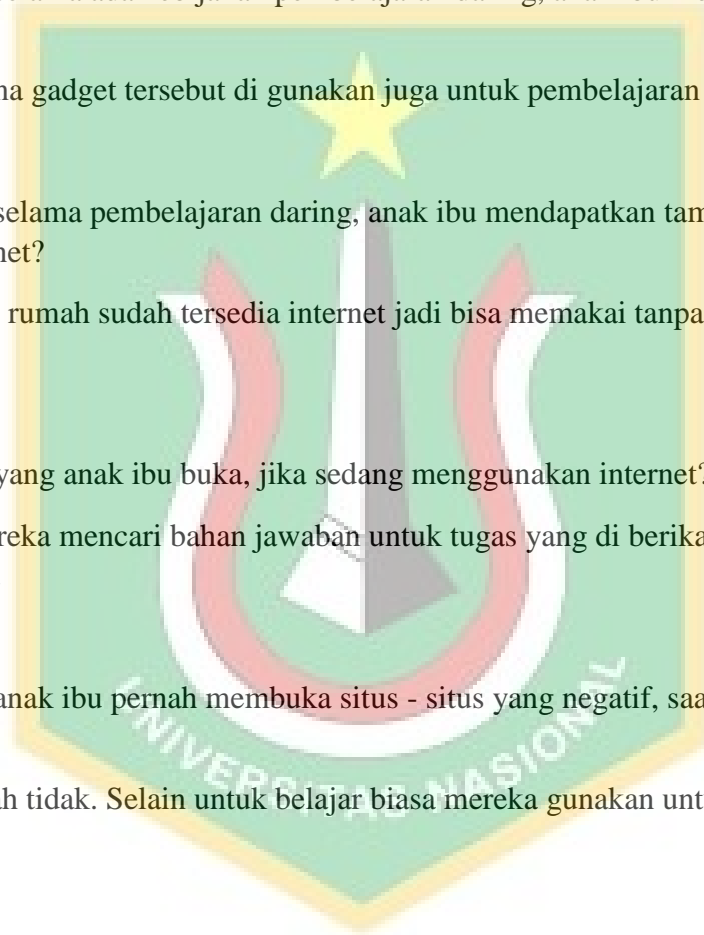 na gadget tersebut di gunakan juga untuk pembelajaran
selama pembelajaran daring, anak ibu mendapatkan tam
net?
rumah sudah tersedia internet jadi bisa memakai tanpa
yang anak ibu buka, jika sedang menggunakan internet?
reka mencari bahan jawaban untuk tugas yang di berika
anak ibu pernah membuka situs - situs yang negatif, saa
ah tidak. Selain untuk belajar biasa mereka gunakan unt
UNIVERSITAS NASIONAL